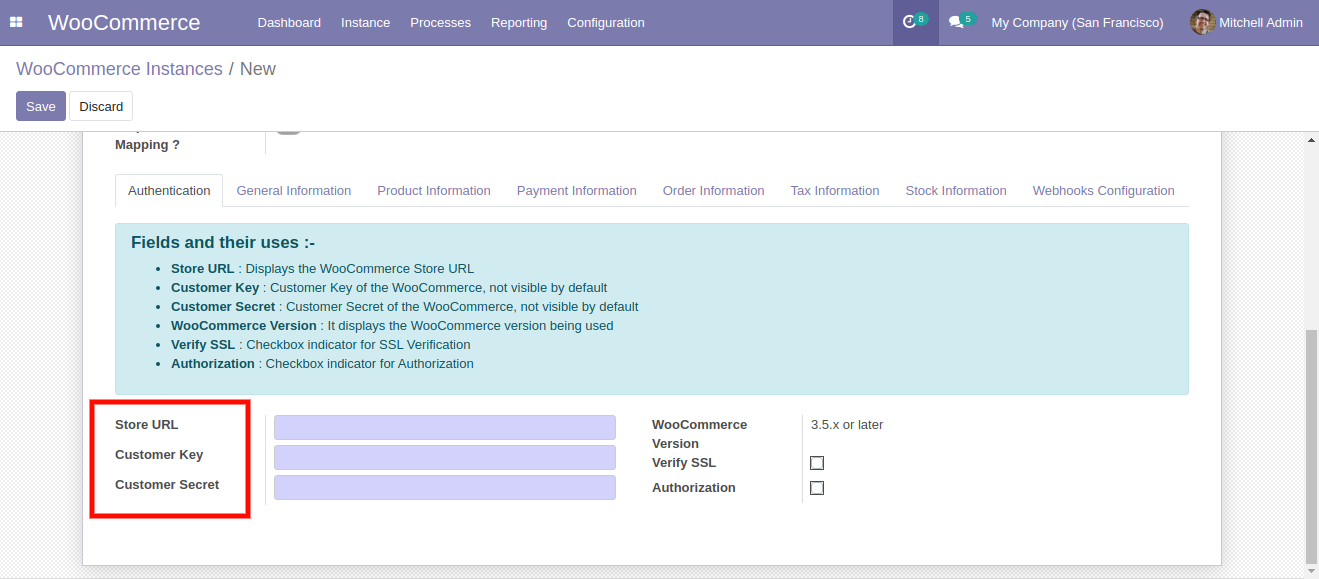 WooCommerce Dashboard Instance Processes Reporting Configuration 8 5 My Company (San Francisco) Mitchell Admin
WooCommerce Instances / New
Save Discard
Mapping ?
Authentication General Information Product Information Payment Information Order Information Tax Information Stock Information Webhooks Configuration
Fields and their uses :-
• Store URL : Displays the WooCommerce Store URL
• Customer Key : Customer Key of the WooCommerce, not visible by default
• Customer Secret : Customer Secret of the WooCommerce, not visible by default
• WooCommerce Version : It displays the WooCommerce version being used
• Verify SSL : Checkbox indicator for SSL Verification
• Authorization : Checkbox indicator for Authorization
Store URL
Customer Key
Customer Secret
WooCommerce 3.5.x or later
Version
Verify SSL
Authorization